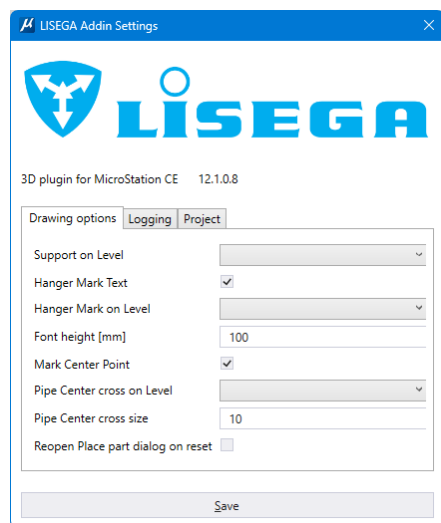 LISEGA Addin Settings
LISEGA
3D plugin for MicroStation CE 12.1.0.8
Drawing options Logging Project
Support on Level
Hanger Mark Text
Hanger Mark on Level
Font height [mm] 100
Mark Center Point
Pipe Center cross on Level
Pipe Center cross size 10
Reopen Place part dialog on reset
Save